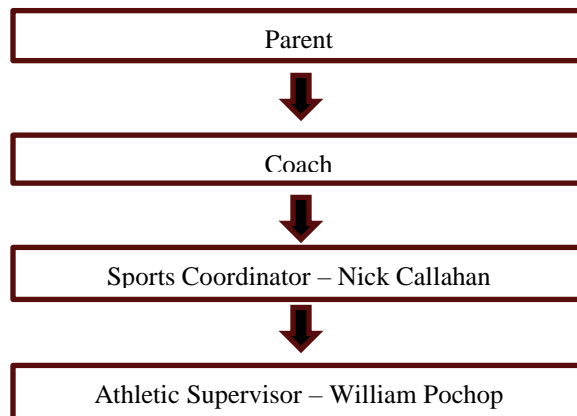 Parent
Coach
Sports Coordinator – Nick Callahan
Athletic Supervisor – William Pochop